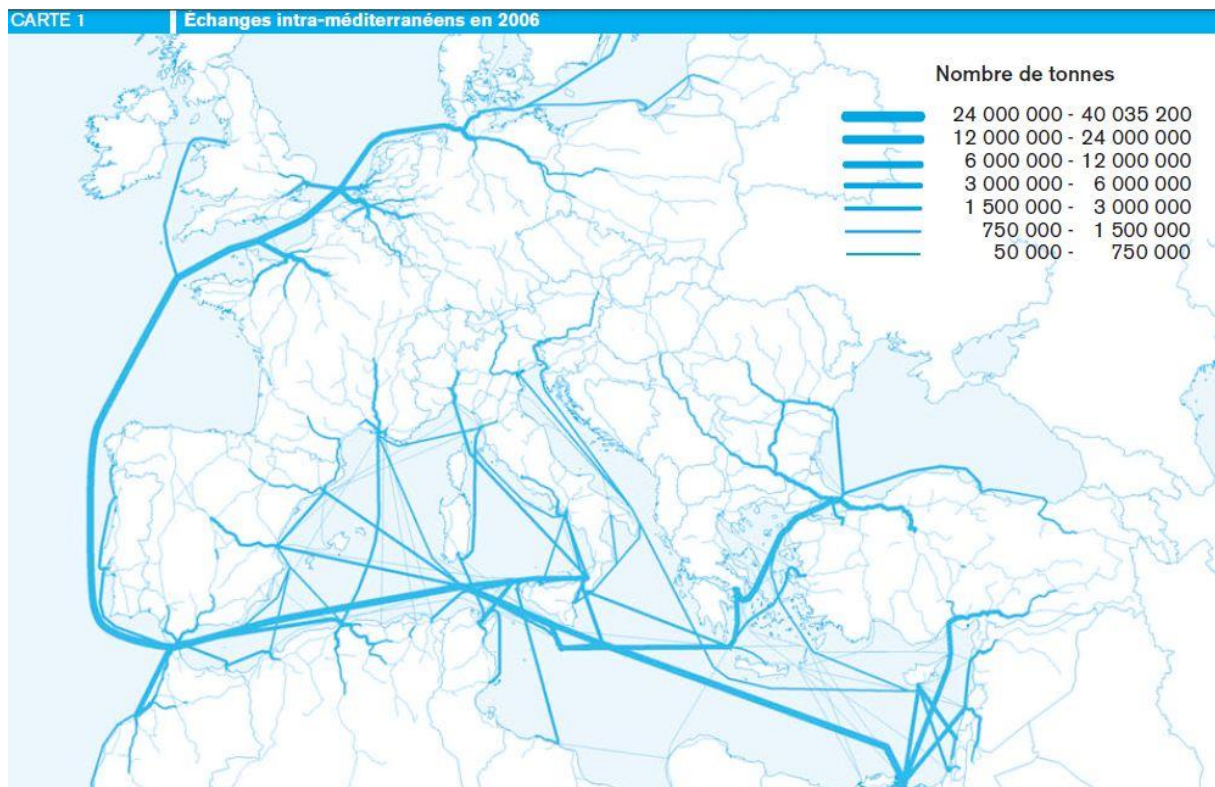 CARTE 1 Échanges intra-méditerranéens en 2006
Nombre de tonnes
24 000 000 - 40 035 200
12 000 000 - 24 000 000
6 000 000 - 12 000 000
3 000 000 - 6 000 000
1 500 000 - 3 000 000
750 000 - 1 500 000
50 000 - 750 000